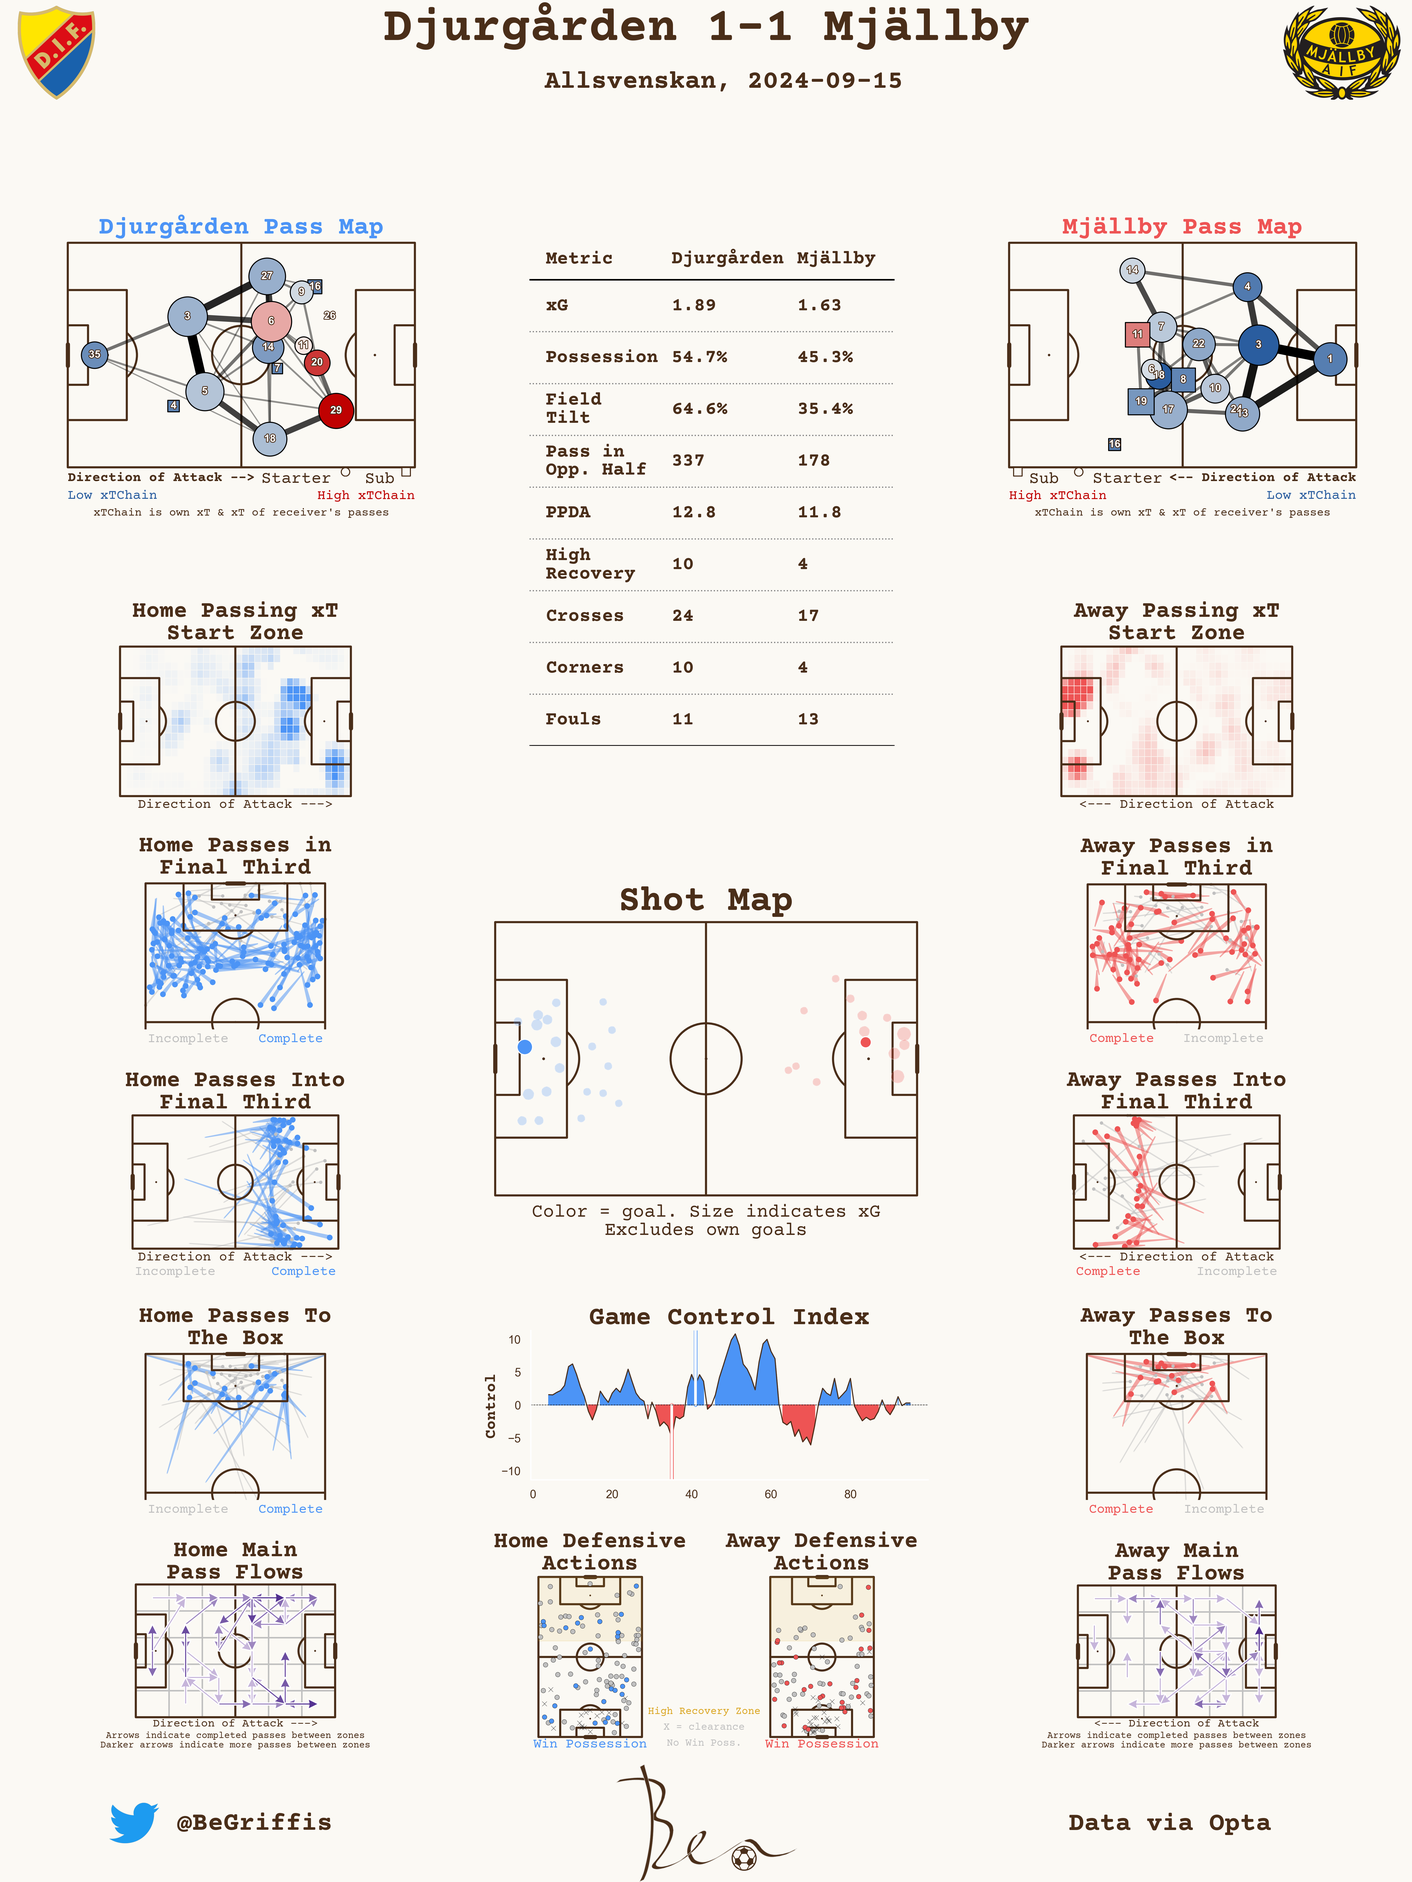 Djurgården 1-1 Mjällby
Allsvenskan, 2024-09-15
D.I.F.
MJÄLLBY
AIF
Djurgården Pass Map
27
9
16
3
6
26
14
11
35
20
7
5
4
29
18
Direction of Attack --> Starter Sub
Low xTChain High xTChain
xTChain is own xT & xT of receiver's passes
Metric Djurgården Mjällby
xG 1.89 1.63
Possession 54.7% 45.3%
Field
Tilt 64.6% 35.4%
Pass in
Opp. Half 337 178
PPDA 12.8 11.8
High
Recovery 10 4
Crosses 24 17
Corners 10 4
Fouls 11 13
Mjällby Pass Map
14
4
7
11
22
3
1
6
18
8
10
19
17
24
13
16
Sub Starter <-- Direction of Attack
High xTChain Low xTChain
xTChain is own xT & xT of receiver's passes
Home Passing xT
Start Zone
Direction of Attack --->
Away Passing xT
Start Zone
<--- Direction of Attack
Home Passes in
Final Third
Incomplete Complete
Away Passes in
Final Third
Complete Incomplete
Shot Map
Color = goal. Size indicates xG
Excludes own goals
Home Passes Into
Final Third
Direction of Attack --->
Incomplete Complete
Away Passes Into
Final Third
<--- Direction of Attack
Complete Incomplete
Home Passes To
The Box
Incomplete Complete
Game Control Index
Control
10
5
0
−5
−10
0 20 40 60 80
Away Passes To
The Box
Complete Incomplete
Home Main
Pass Flows
Direction of Attack --->
Arrows indicate completed passes between zones
Darker arrows indicate more passes between zones
Home Defensive
Actions
Win Possession
Away Defensive
Actions
Win Possession
High Recovery Zone
X = clearance
No Win Poss.
Away Main
Pass Flows
<--- Direction of Attack
Arrows indicate completed passes between zones
Darker arrows indicate more passes between zones
@BeGriffis
Ben
Data via Opta